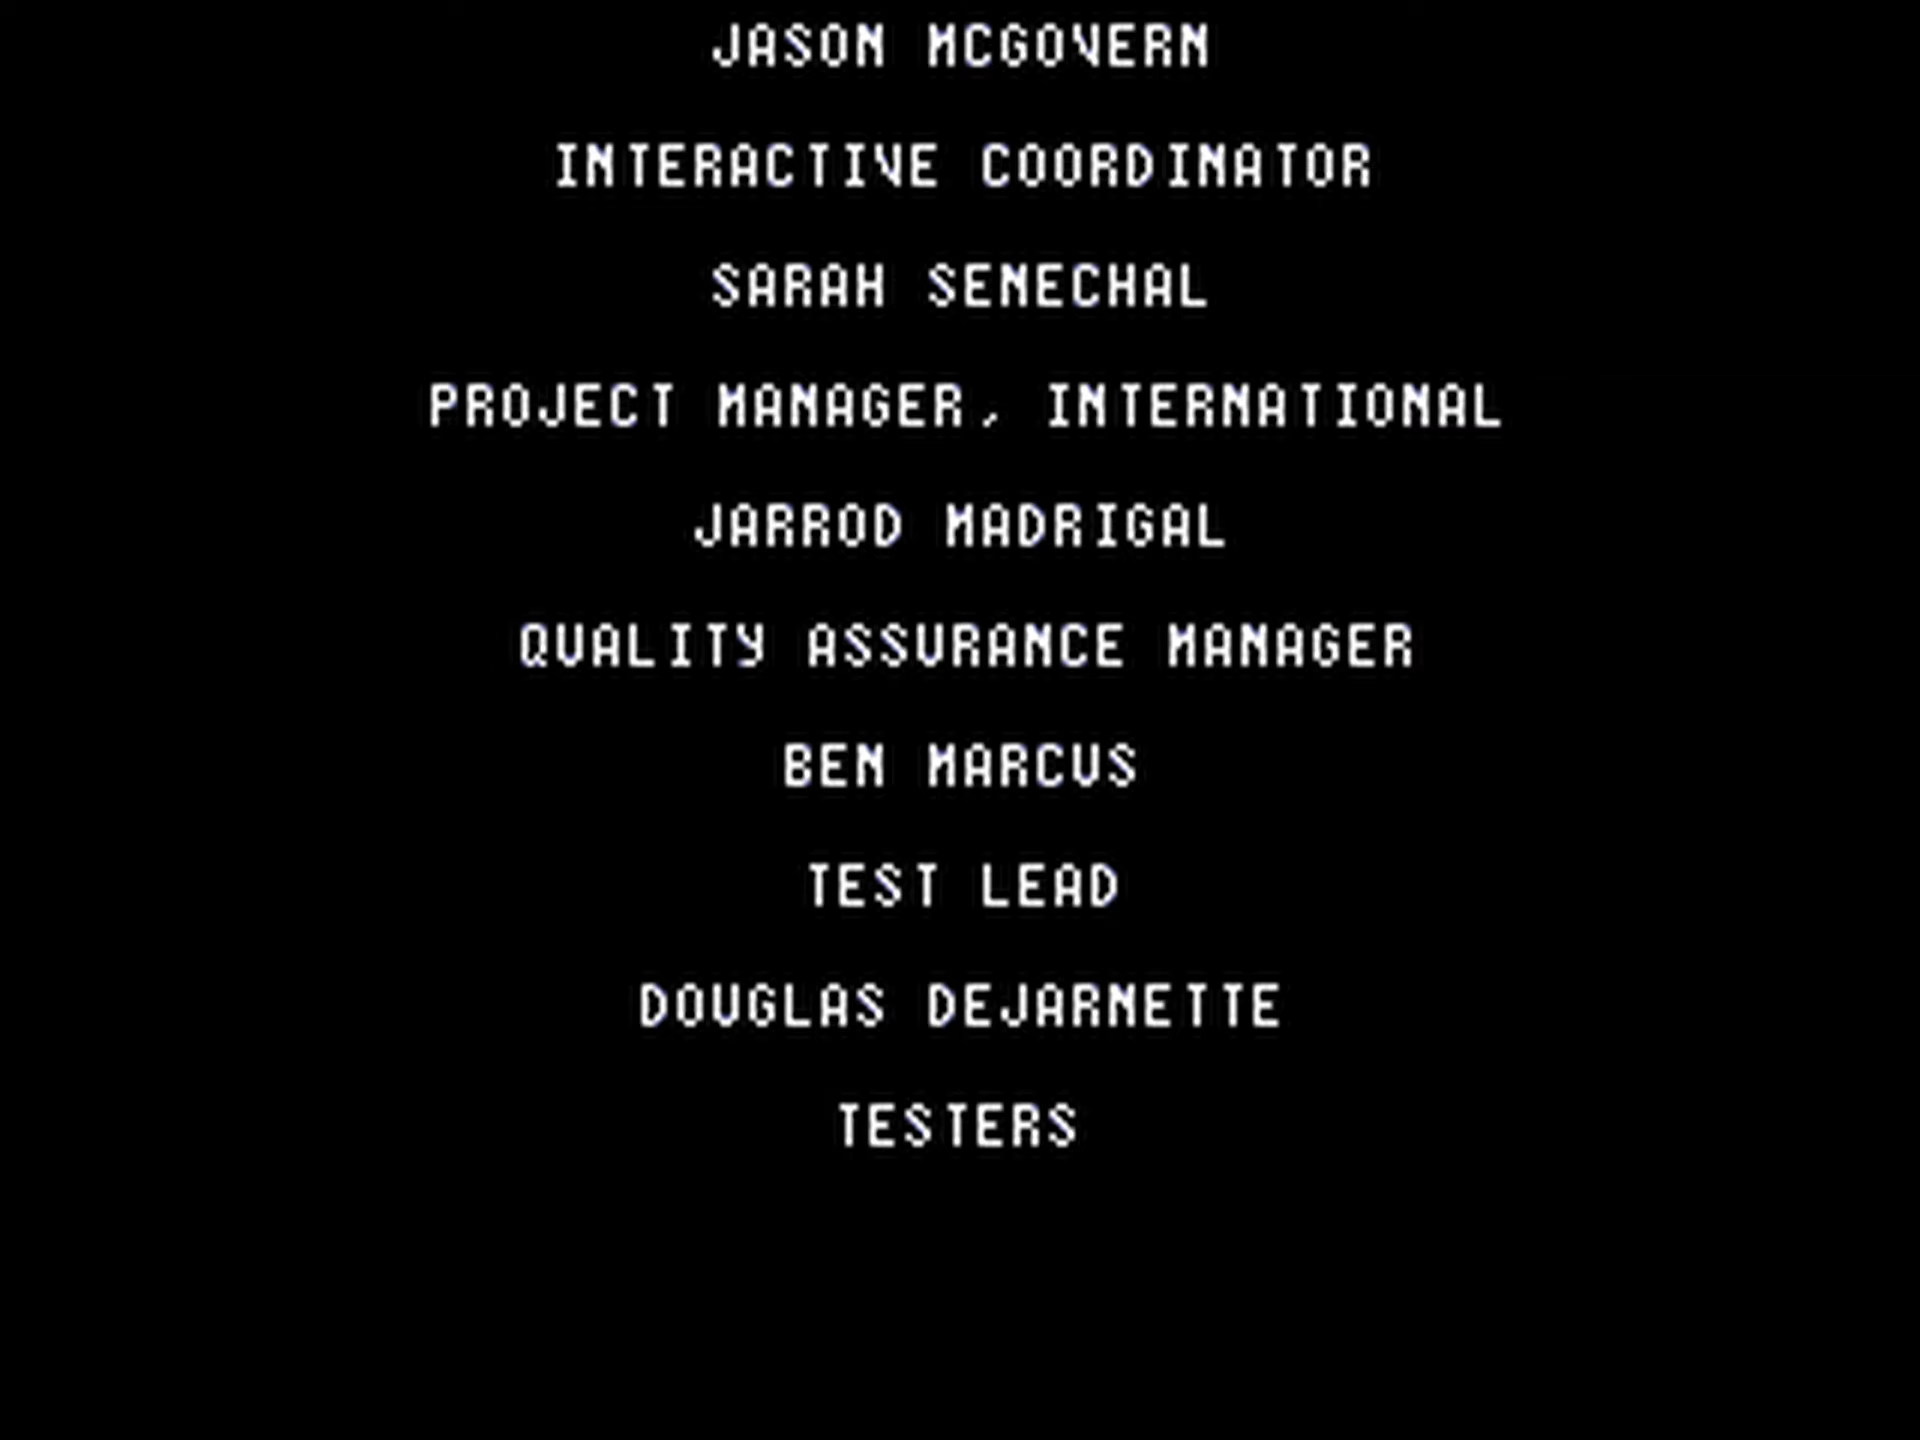 JASON MCGOVERN
INTERACTIVE COORDINATOR
SARAH SENECHAL
PROJECT MANAGER, INTERNATIONAL
JARROD MADRIGAL
QUALITY ASSURANCE MANAGER
BEN MARCUS
TEST LEAD
DOUGLAS DEJARNETTE
TESTERS